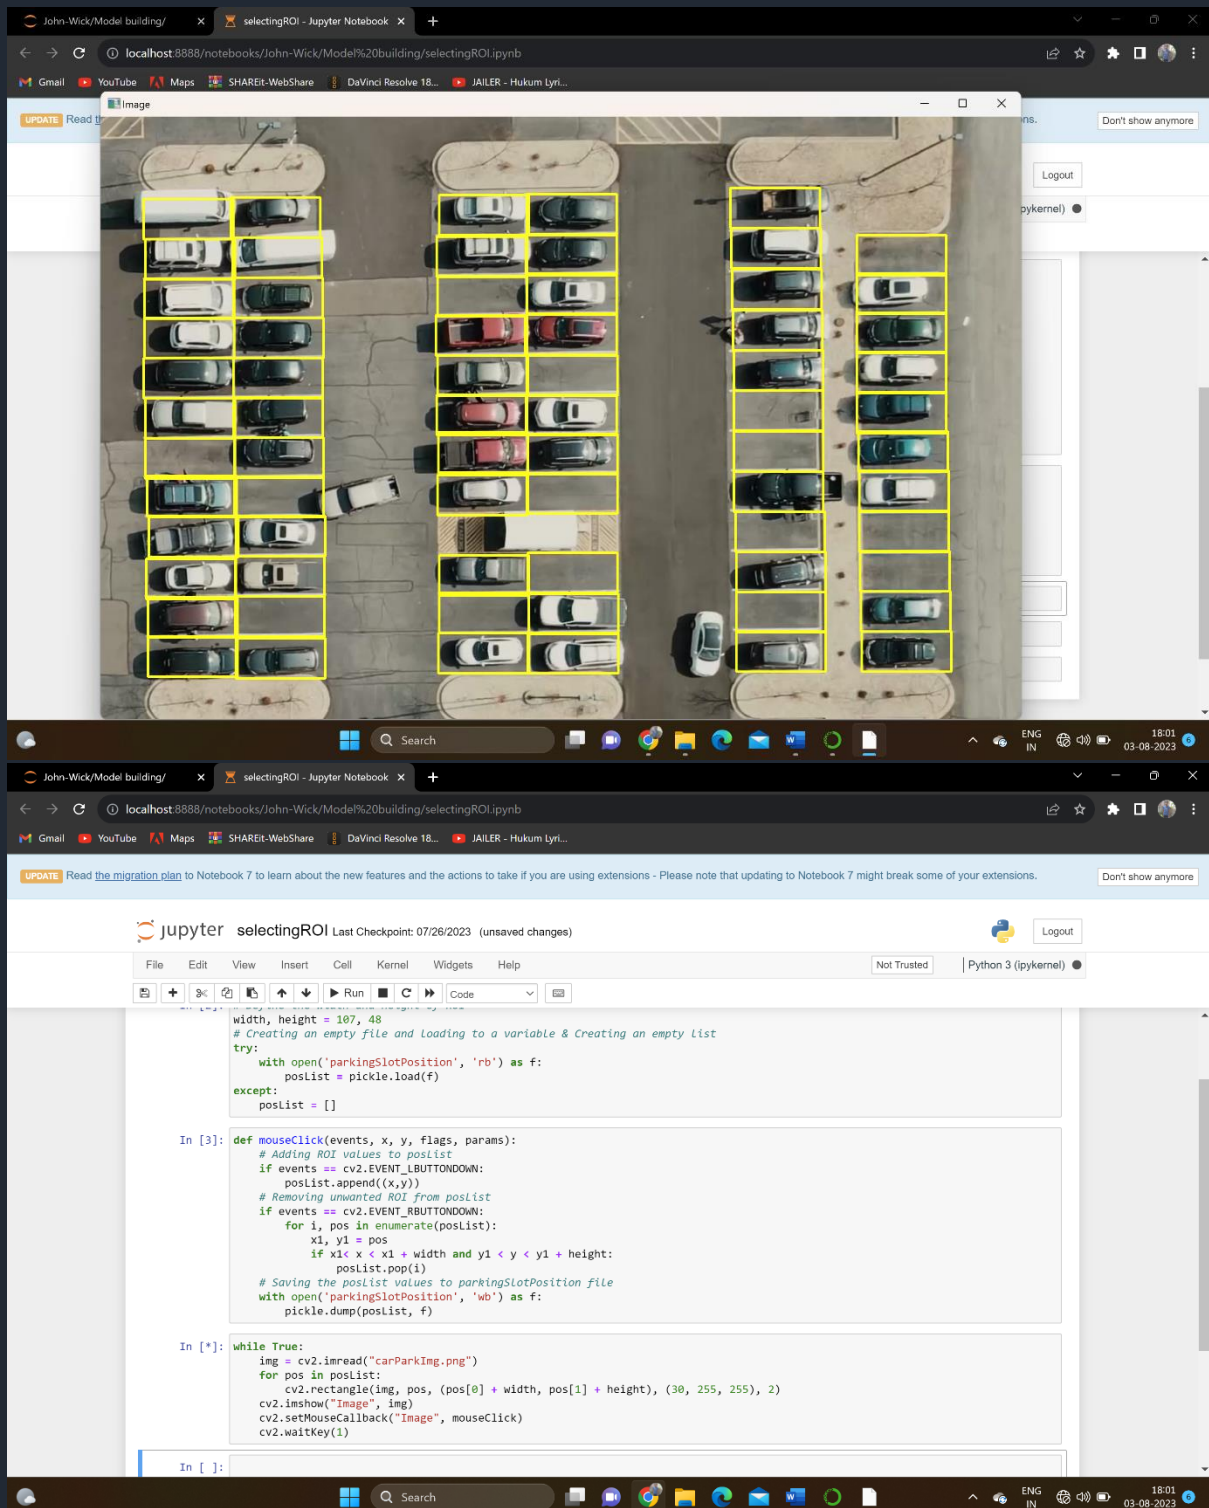 John-Wick/Model building/
selectingROI - Jupyter Notebook
localhost:8888/notebooks/John-Wick/Model%20building/selectingROI.ipynb
Gmail YouTube Maps SHAREit-WebShare DaVinci Resolve 18... JAILER - Hukum Lyri...
Image
UPDATE Read ns. Don't show anymore
Logout
pykernel)
Search
ENG
IN
18:01
03-08-2023
6
John-Wick/Model building/
selectingROI - Jupyter Notebook
localhost:8888/notebooks/John-Wick/Model%20building/selectingROI.ipynb
Gmail YouTube Maps SHAREit-WebShare DaVinci Resolve 18... JAILER - Hukum Lyri...
UPDATE Read the migration plan to Notebook 7 to learn about the new features and the actions to take if you are using extensions - Please note that updating to Notebook 7 might break some of your extensions. Don't show anymore
jupyter selectingROI Last Checkpoint: 07/26/2023 (unsaved changes) Logout
File Edit View Insert Cell Kernel Widgets Help Not Trusted Python 3 (ipykernel)
Run Code
width, height = 107, 48
# Creating an empty file and loading to a variable & Creating an empty list
try:
    with open('parkingSlotPosition', 'rb') as f:
        posList = pickle.load(f)
except:
    posList = []
In [3]: def mouseClick(events, x, y, flags, params):
    # Adding ROI values to posList
    if events == cv2.EVENT_LBUTTONDOWN:
        posList.append((x,y))
    # Removing unwanted ROI from posList
    if events == cv2.EVENT_RBUTTONDOWN:
        for i, pos in enumerate(posList):
            x1, y1 = pos
            if x1< x < x1 + width and y1 < y < y1 + height:
                posList.pop(i)
    # Saving the posList values to parkingSlotPosition file
    with open('parkingSlotPosition', 'wb') as f:
        pickle.dump(posList, f)
In [*]: while True:
    img = cv2.imread("carParkImg.png")
    for pos in posList:
        cv2.rectangle(img, pos, (pos[0] + width, pos[1] + height), (30, 255, 255), 2)
    cv2.imshow("Image", img)
    cv2.setMouseCallback("Image", mouseClick)
    cv2.waitKey(1)
In [ ]:
Search
ENG
IN
18:01
03-08-2023
6